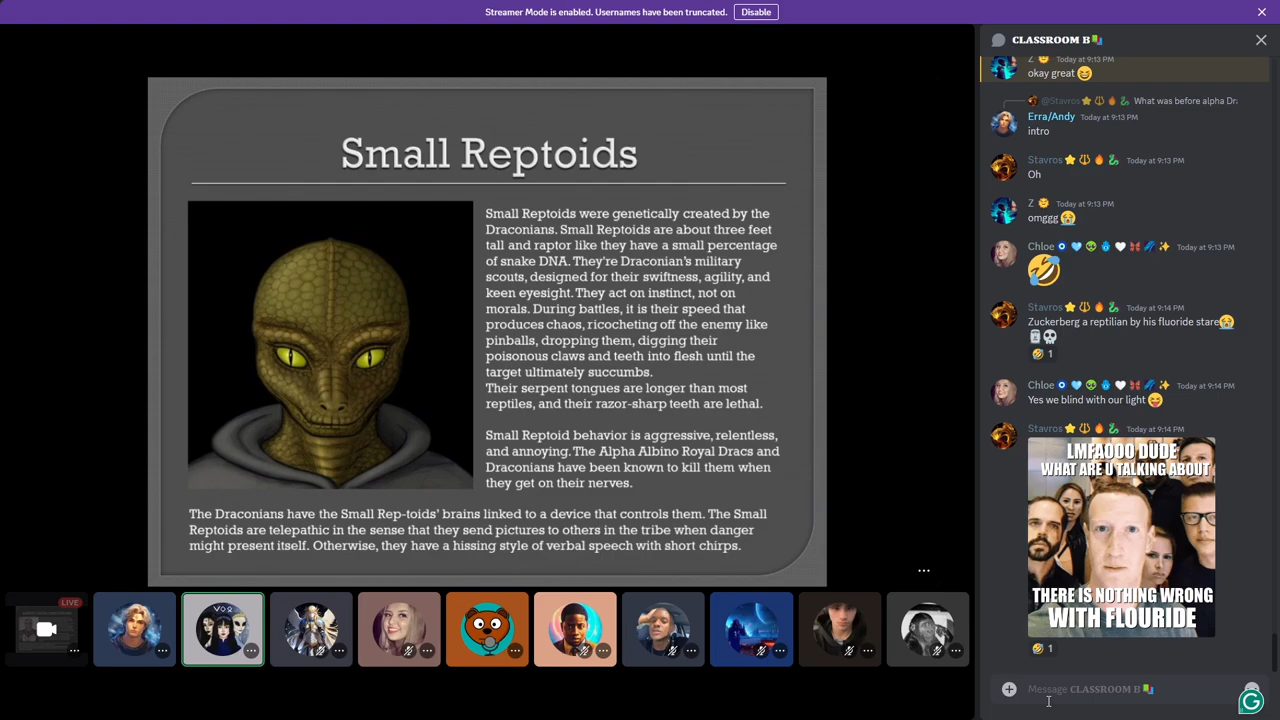 Streamer Mode is enabled. Usernames have been truncated. Disable
Small Reptoids
Small Reptoids were genetically created by the
Draconians. Small Reptoids are about three feet
tall and raptor like they have a small percentage
of snake DNA. They're Draconian's military
scouts, designed for their swiftness, agility, and
keen eyesight. They act on instinct, not on
morals. During battles, it is their speed that
produces chaos, ricocheting off the enemy like
pinballs, dropping them, digging their
poisonous claws and teeth into flesh until the
target ultimately succumbs.
Their serpent tongues are longer than most
reptiles, and their razor-sharp teeth are lethal.
Small Reptoid behavior is aggressive, relentless,
and annoying. The Alpha Albino Royal Dracs and
Draconians have been known to kill them when
they get on their nerves.
The Draconians have the Small Rep-toids' brains linked to a device that controls them. The Small
Reptoids are telepathic in the sense that they send pictures to others in the tribe when danger
might present itself. Otherwise, they have a hissing style of verbal speech with short chirps.
LIVE
CLASSROOM B
Z Today at 9:13 PM
okay great 😆
@Stavros⭐🔱🔥🐍 What was before alpha Dra
Erra/Andy Today at 9:13 PM
intro
Stavros⭐🔱🔥🐍 Today at 9:13 PM
Oh
Z 🌞 Today at 9:13 PM
omggg 😭
Chloe 🧿🩵👽 🤍 ✨ Today at 9:13 PM
🤣
Stavros⭐🔱🔥🐍 Today at 9:14 PM
Zuckerberg a reptilian by his fluoride stare😭
💀
🤣 1
Chloe 🧿🩵👽 🤍 ✨ Today at 9:14 PM
Yes we blind with our light 😝
Stavros⭐🔱🔥🐍 Today at 9:14 PM
LMFAOOO DUDE
WHAT ARE U TALKING ABOUT
THERE IS NOTHING WRONG
WITH FLOURIDE
🤣 1
Message CLASSROOM B